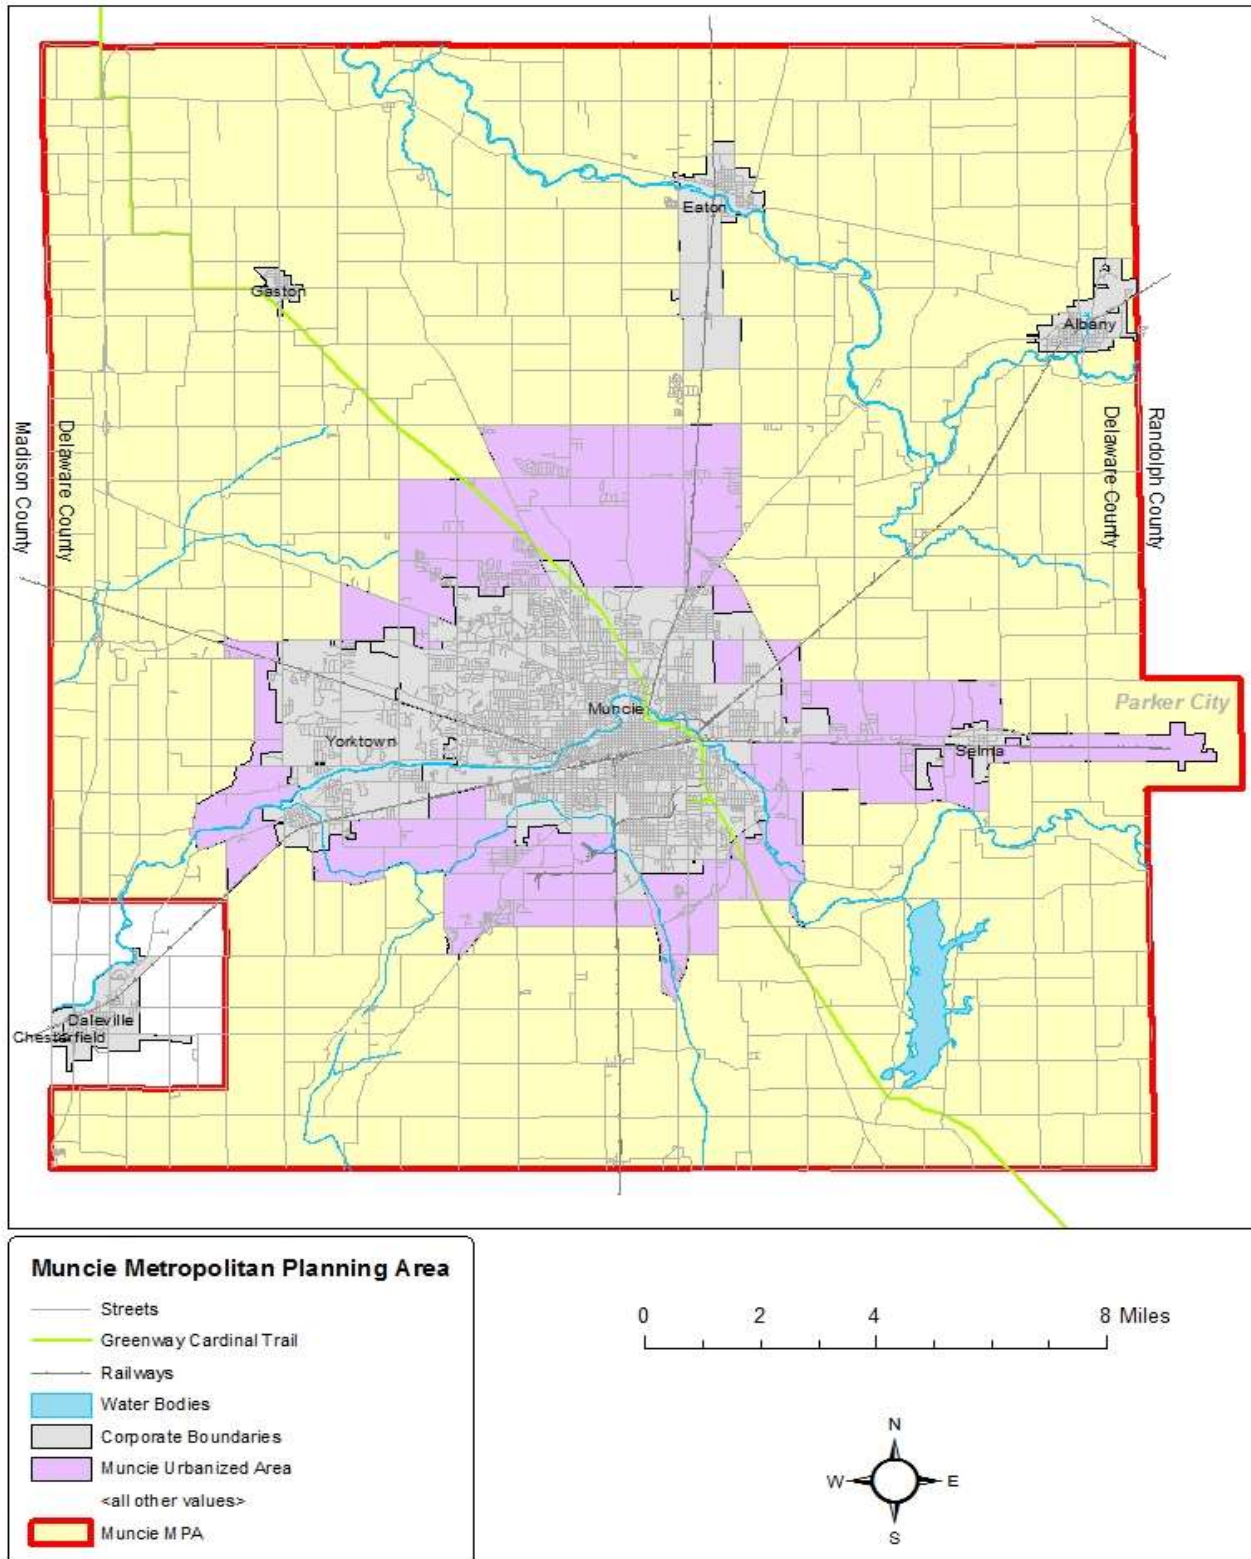 Eaton
Gaston
Albany
Madison County
Delaware County
Delaware County
Randolph County
Parker City
Muncie
Yorktown
Selma
Daleville
Chesterfield
Muncie Metropolitan Planning Area
Streets
Greenway Cardinal Trail
Railways
Water Bodies
Corporate Boundaries
Muncie Urbanized Area
<all other values>
Muncie MPA
0 2 4 8 Miles
N
W E
S